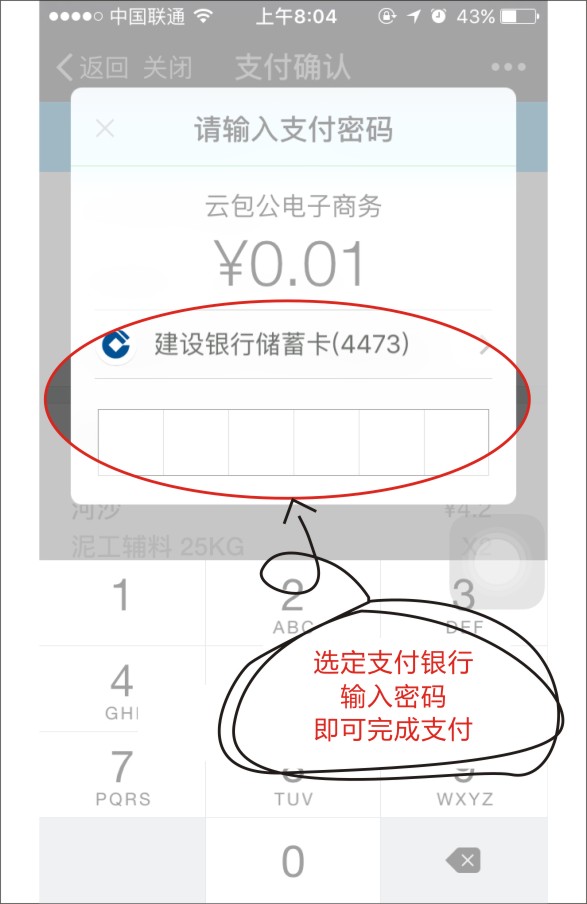 中国联通 上午8:04 43%
返回 关闭 支付确认
请输入支付密码
云包公电子商务
¥0.01
建设银行储蓄卡(4473)
河沙 ¥4.2
泥工辅料 25KG X2
1 2 3
ABC DEF
选定支付银行
4
输入密码
GHI
即可完成支付
7 8 9
PQRS TUV WXYZ
0